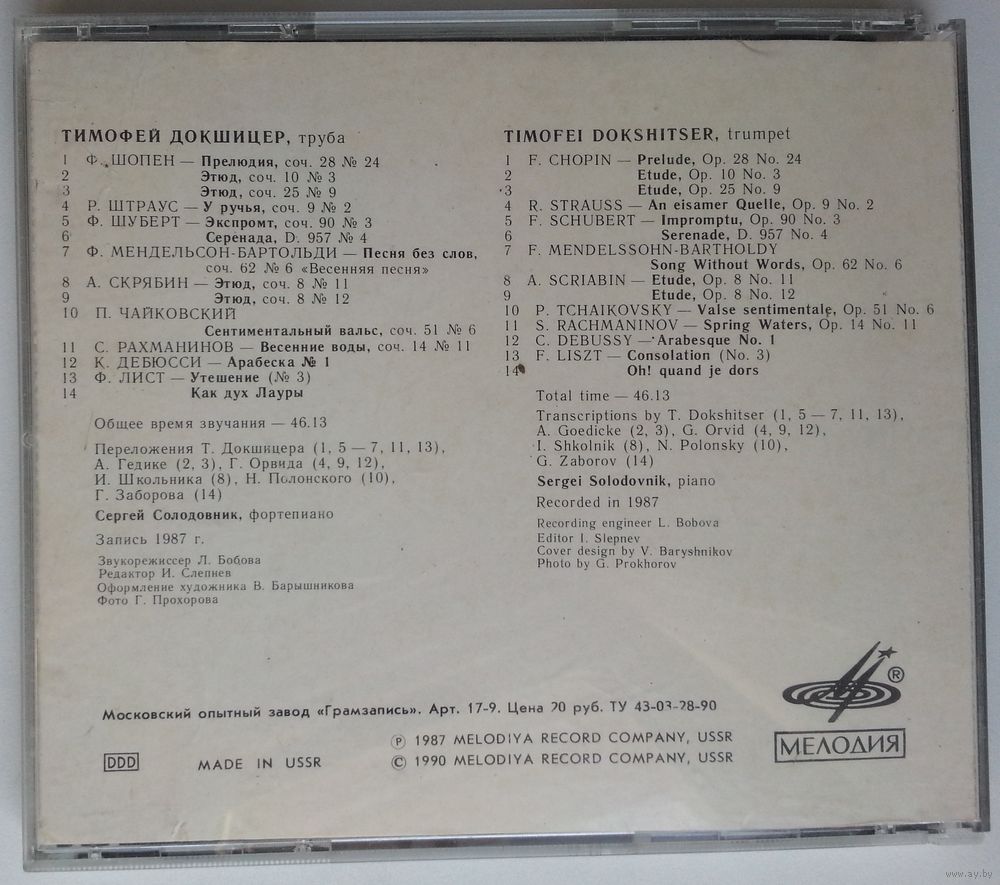 ТИМОФЕЙ ДОКШИЦЕР, труба
1 Ф. ШОПЕН — Прелюдия, соч. 28 № 24
2 Этюд, соч. 10 № 3
3 Этюд, соч. 25 № 9
4 Р. ШТРАУС — У ручья, соч. 9 № 2
5 Ф. ШУБЕРТ — Экспромт, соч. 90 № 3
6 Серенада, D. 957 № 4
7 Ф. МЕНДЕЛЬСОН-БАРТОЛЬДИ — Песня без слов,
соч. 62 № 6 «Весенняя песня»
8 А. СКРЯБИН — Этюд, соч. 8 № 11
9 Этюд, соч. 8 № 12
10 П. ЧАЙКОВСКИЙ
Сентиментальный вальс, соч. 51 № 6
11 С. РАХМАНИНОВ — Весенние воды, соч. 14 № 11
12 К. ДЕБЮССИ — Арабеска № 1
13 Ф. ЛИСТ — Утешение (№ 3)
14 Как дух Лауры
Общее время звучания — 46.13
Переложения Т. Докшицера (1, 5 — 7, 11, 13),
А. Гедике (2, 3), Г. Орвида (4, 9, 12),
И. Школьника (8), Н. Полонского (10),
Г. Заборова (14)
Сергей Солодовник, фортепиано
Запись 1987 г.
Звукорежиссер Л. Бобова
Редактор И. Слепнев
Оформление художника В. Барышникова
Фото Г. Прохорова
TIMOFEI DOKSHITSER, trumpet
1 F. CHOPIN — Prelude, Op. 28 No. 24
2 Etude, Op. 10 No. 3
3 Etude, Op. 25 No. 9
4 R. STRAUSS — An eisamer Quelle, Op. 9 No. 2
5 F. SCHUBERT — Impromptu, Op. 90 No. 3
6 Serenade, D. 957 No. 4
7 F. MENDELSSOHN-BARTHOLDY
Song Without Words, Op. 62 No. 6
8 A. SCRIABIN — Etude, Op. 8 No. 11
9 Etude, Op. 8 No. 12
10 P. TCHAIKOVSKY — Valse sentimentale, Op. 51 No. 6
11 S. RACHMANINOV — Spring Waters, Op. 14 No. 11
12 C. DEBUSSY — Arabesque No. 1
13 F. LISZT — Consolation (No. 3)
14 Oh! quand je dors
Total time — 46.13
Transcriptions by T. Dokshitser (1, 5 — 7, 11, 13),
A. Goedicke (2, 3), G. Orvid (4, 9, 12),
I. Shkolnik (8), N. Polonsky (10),
G. Zaborov (14)
Sergei Solodovnik, piano
Recorded in 1987
Recording engineer L. Bobova
Editor I. Slepnev
Cover design by V. Baryshnikov
Photo by G. Prokhorov
Московский опытный завод «Грамзапись». Арт. 17-9. Цена 20 руб. ТУ 43-03-28-90
DDD MADE IN USSR
Ⓟ 1987 MELODIYA RECORD COMPANY, USSR
© 1990 MELODIYA RECORD COMPANY, USSR
®
МЕЛОДИЯ
www.ay.by